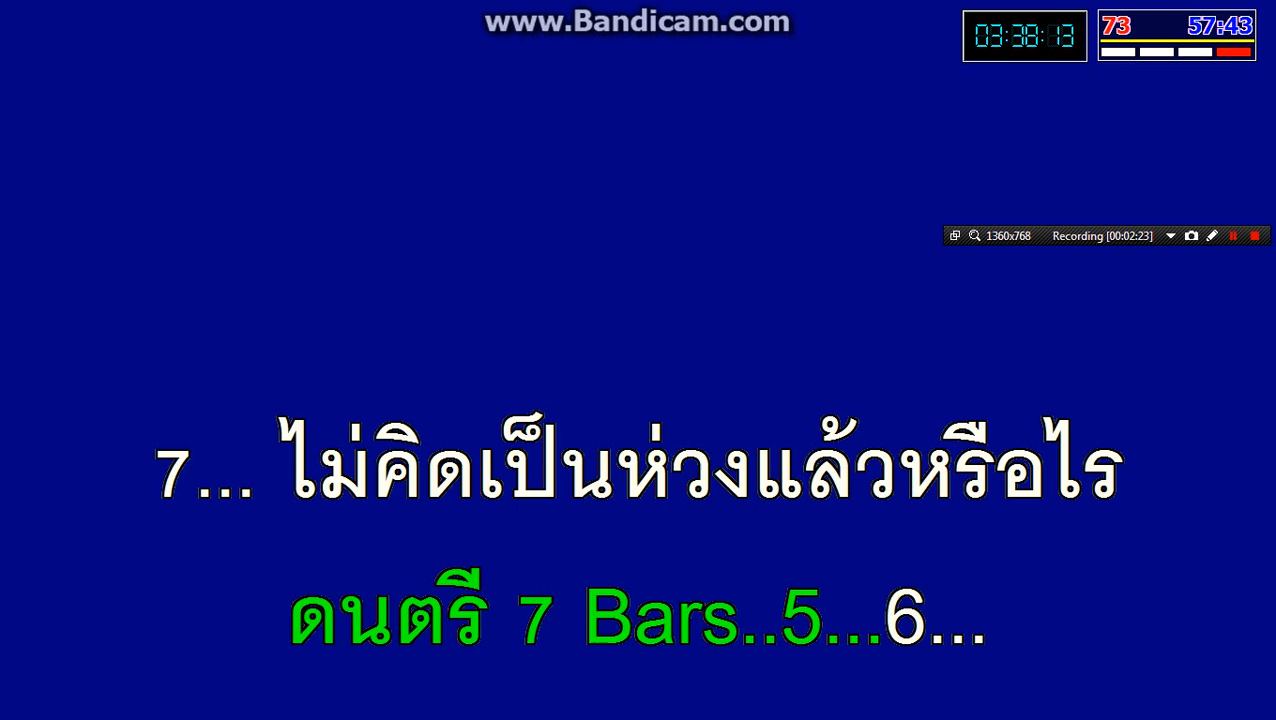 www.Bandicam.com
03:38:13
73 57:43
1360x768 Recording [00:02:23]
7... ไม่คิดเป็นห่วงแล้วหรือไร
ดนตรี 7 Bars..5...6...